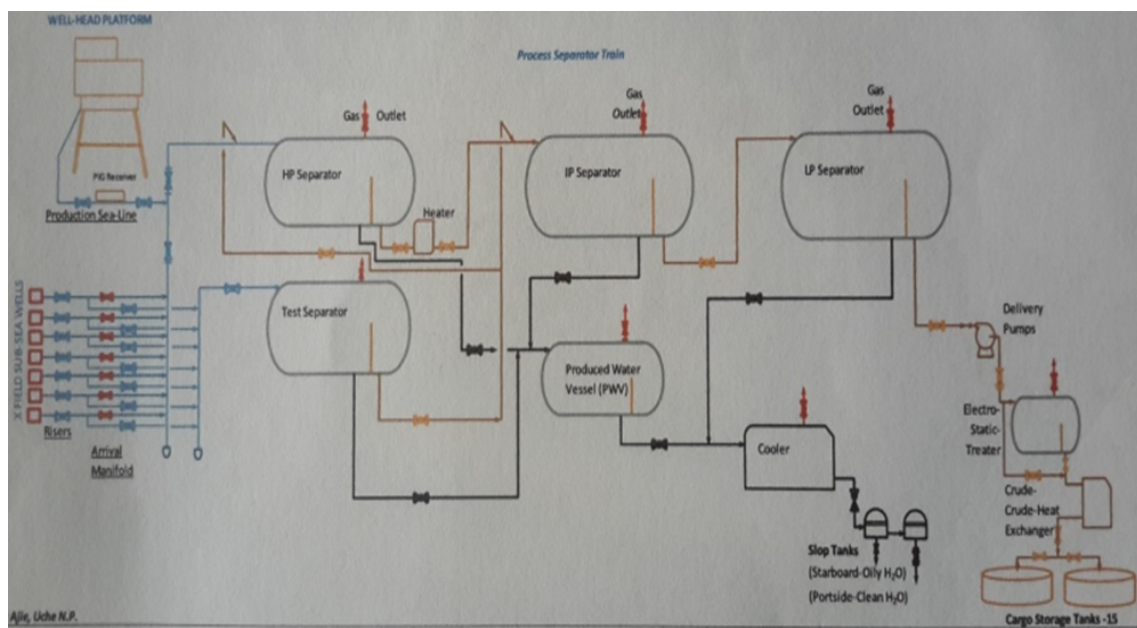 WELL-HEAD PLATFORM
Process Separator Train
Gas Outlet
Gas
Outlet
Gas
Outlet
HP Separator
IP Separator
LP Separator
PIG Receiver
Production Sea-Line
Heater
Test Separator
X FIELD SUB-SEA WELLS
Risers
Arrival
Manifold
Produced Water
Vessel (PWV)
Delivery
Pumps
Electro-
Static-
Treater
Cooler
Crude-
Crude-Heat
Exchanger
Slop Tanks
(Starboard-Oily H₂O)
(Portside-Clean H₂O)
Cargo Storage Tanks -15
Ajie, Uche N.P.